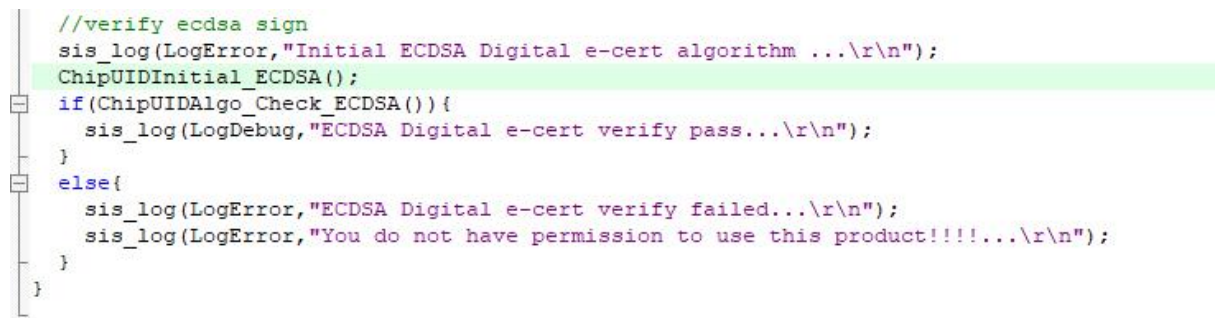 //verify ecdsa sign
sis_log(LogError,"Initial ECDSA Digital e-cert algorithm ...\r\n");
ChipUIDInitial_ECDSA();
if(ChipUIDAlgo_Check_ECDSA()){
sis_log(LogDebug,"ECDSA Digital e-cert verify pass...\r\n");
}
else{
sis_log(LogError,"ECDSA Digital e-cert verify failed...\r\n");
sis_log(LogError,"You do not have permission to use this product!!!!...\r\n");
}
}